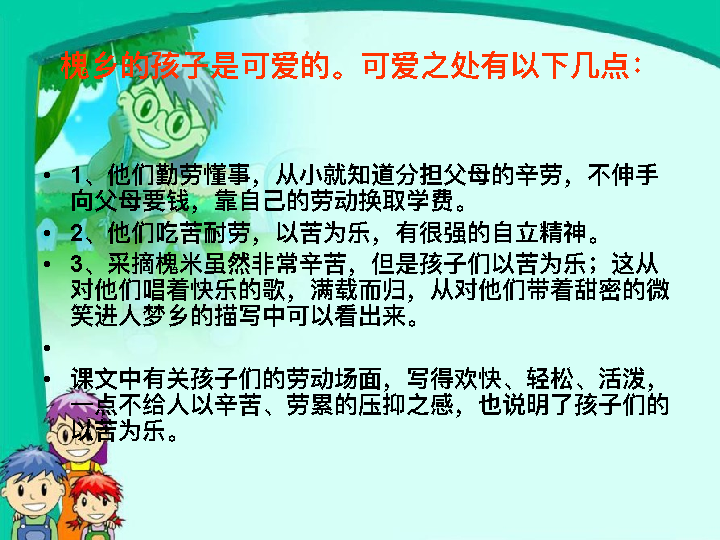 槐乡的孩子是可爱的。可爱之处有以下几点：
• 1、他们勤劳懂事，从小就知道分担父母的辛劳，不伸手
向父母要钱，靠自己的劳动换取学费。
• 2、他们吃苦耐劳，以苦为乐，有很强的自立精神。
• 3、采摘槐米虽然非常辛苦，但是孩子们以苦为乐；这从
对他们唱着快乐的歌，满载而归，从对他们带着甜密的微
笑进人梦乡的描写中可以看出来。
•
• 课文中有关孩子们的劳动场面，写得欢快、轻松、活泼，
一点不给人以辛苦、劳累的压抑之感，也说明了孩子们的
以苦为乐。